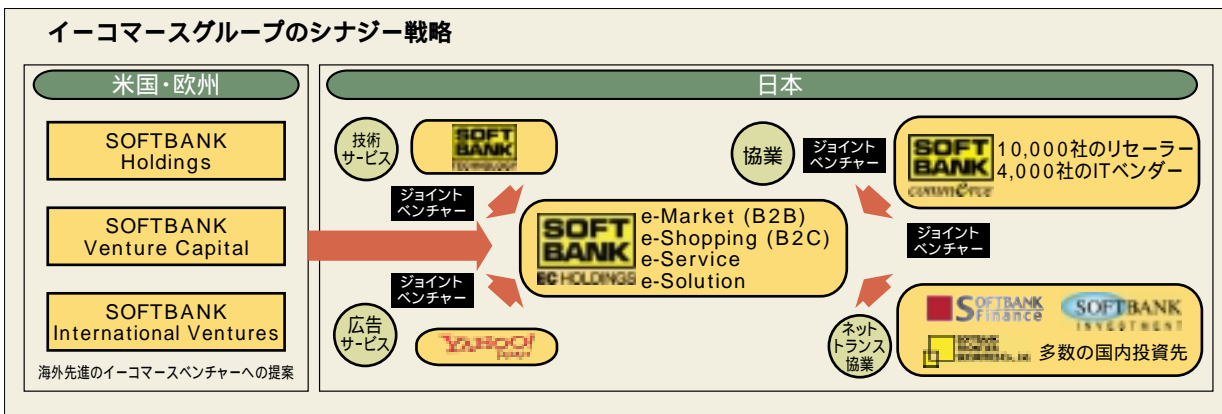 イーコマースグループのシナジー戦略
米国・欧州
SOFTBANK
Holdings
SOFTBANK
Venture Capital
SOFTBANK
International Ventures
海外先進のイーコマースベンチャーへの提案
日本
技術
サービス
SOFT
BANK
TECHNOLOGY
ジョイント
ベンチャー
ジョイント
ベンチャー
広告
サービス
YAHOO!
JAPAN
SOFT
BANK
EC HOLDINGS
e-Market (B2B)
e-Shopping (B2C)
e-Service
e-Solution
協業
ジョイント
ベンチャー
SOFT
BANK
commerce
10,000社のリセーラー
4,000社のITベンダー
ジョイント
ベンチャー
ネット
トランス
協業
SOFTBANK
Finance
SOFTBANK
INVESTMENT
多数の国内投資先